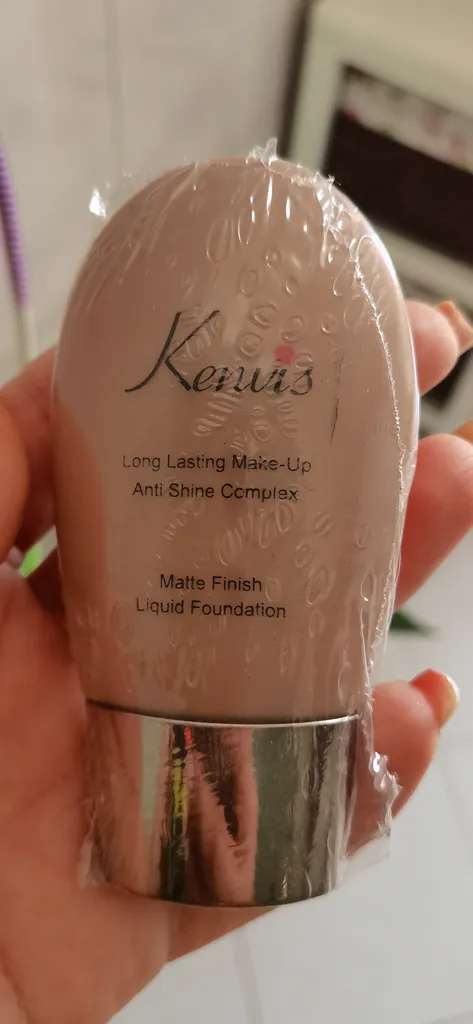 Kenvis
Long Lasting Make-Up
Anti Shine Complex
Matte Finish
Liquid Foundation